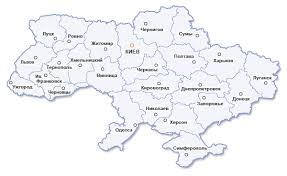 Чернигов
Луцк
Ровно
Сумы
Житомир
КИЕВ
Львов
Хмельницкий
Полтава
Харьков
Тернополь
Черкасы
Луганск
Ив.
Франковск
Винница
Ужгород
Кировоград
Днепропетровск
Черновцы
Донецк
Запорожье
Николаев
Одесса
Херсон
Симферополь